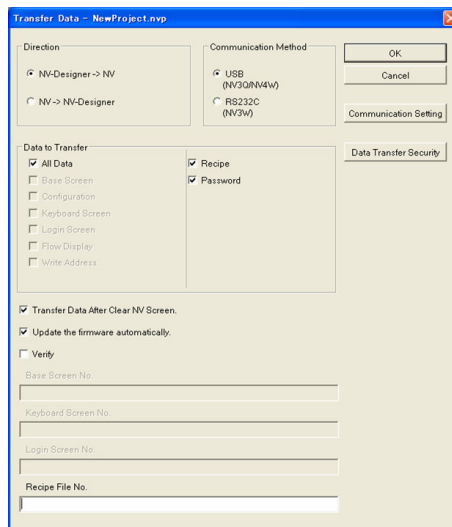 Transfer Data - NewProject.nvp
Direction
NV-Designer -> NV
NV -> NV-Designer
Communication Method
USB
(NV3Q/NV4W)
RS232C
(NV3W)
OK
Cancel
Communication Setting
Data Transfer Security
Data to Transfer
All Data
Base Screen
Configuration
Keyboard Screen
Login Screen
Flow Display
Write Address
Recipe
Password
Transfer Data After Clear NV Screen.
Update the firmware automatically.
Verify
Base Screen No.
Keyboard Screen No.
Login Screen No.
Recipe File No.